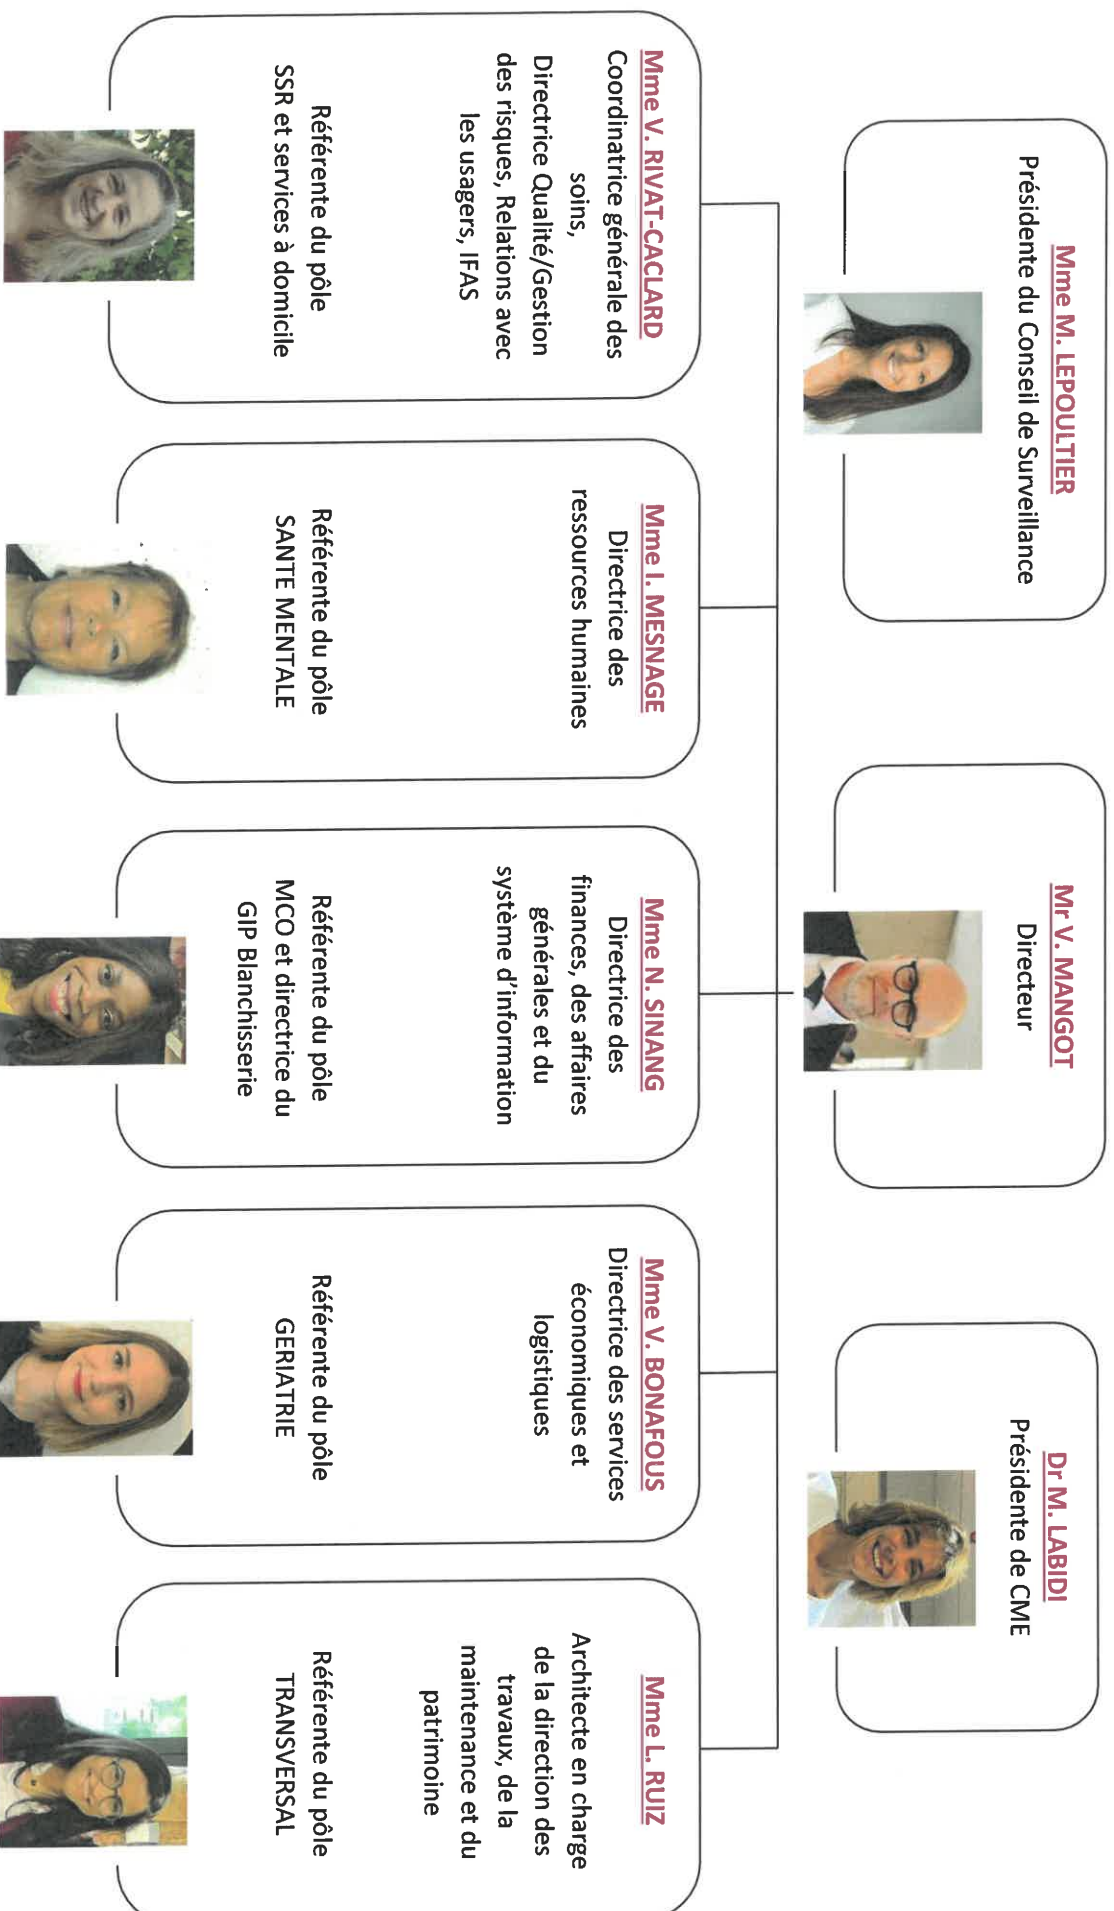 Mme M. LEPOULTIER
Présidente du Conseil de Surveillance
Mr V. MANGOT
Directeur
Dr M. LABIDI
Présidente de CME
Mme V. RIVAT-CACLARD
Coordinatrice générale des
soins,
Directrice Qualité/Gestion
des risques, Relations avec
les usagers, IFAS
Référente du pôle
SSR et services à domicile
Mme I. MESNAGE
Directrice des
ressources humaines
Référente du pôle
SANTE MENTALE
Mme N. SINANG
Directrice des
finances, des affaires
générales et du
système d'information
Référente du pôle
MCO et directrice du
GIP Blanchisserie
Mme V. BONAFOUS
Directrice des services
économiques et
logistiques
Référente du pôle
GERIATRIE
Mme L. RUIZ
Architecte en charge
de la direction des
travaux, de la
maintenance et du
patrimoine
Référente du pôle
TRANSVERSAL